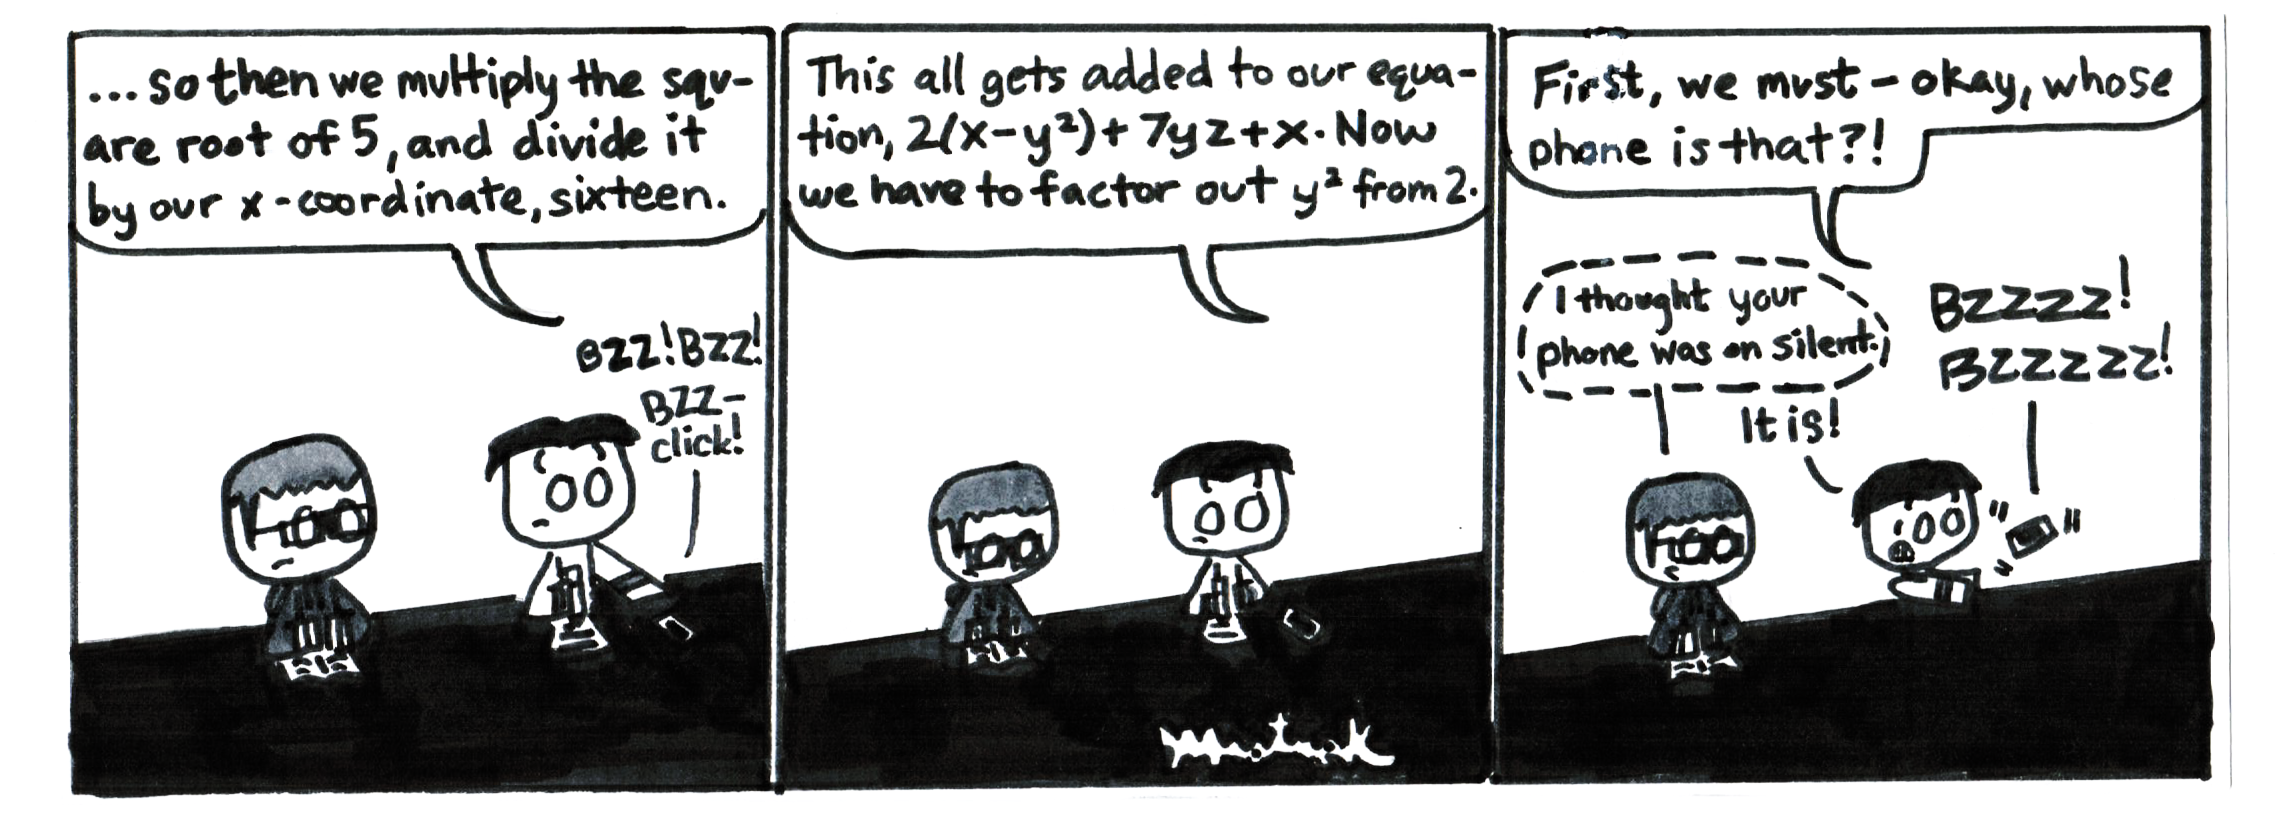 ...so then we multiply the squ-
are root of 5, and divide it
by our x-coordinate, sixteen.
BZZ! BZZ!
BZZ-
click!
This all gets added to our equa-
tion, 2(x-y²)+7yz+x. Now
we have to factor out y² from 2.
First, we must - okay, whose
phone is that?!
I thought your
phone was on silent.
It is!
BZZZZ!
BZZZZZ!